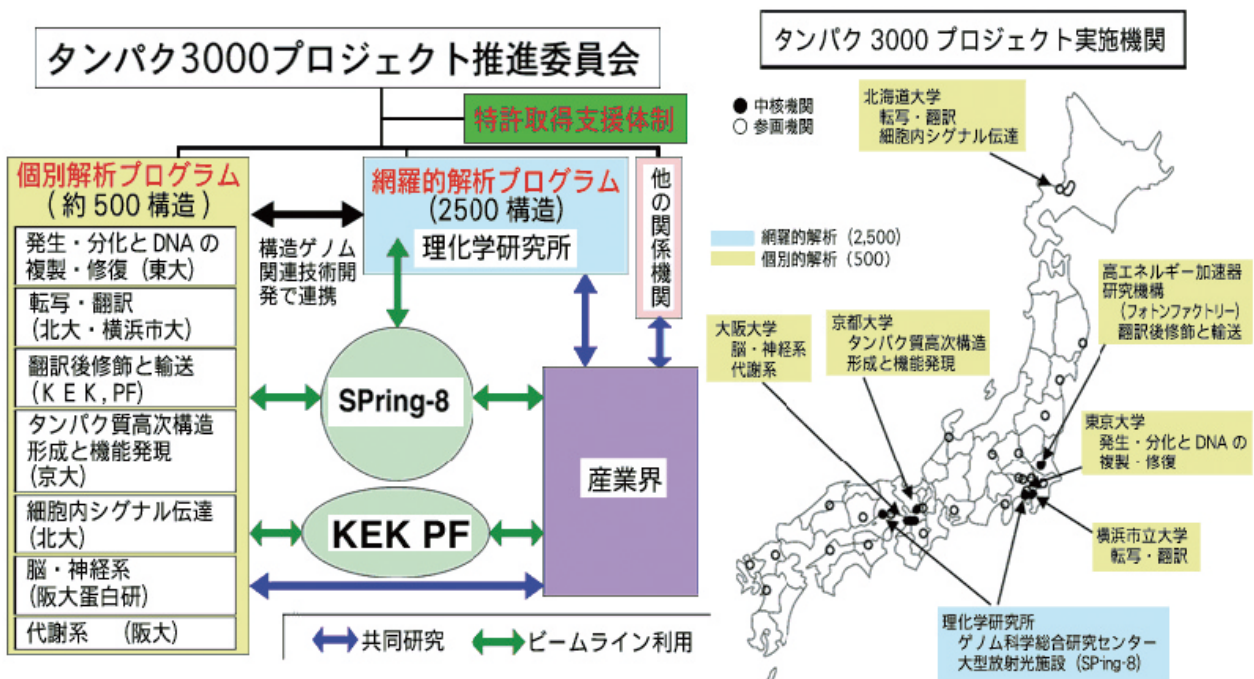 タンパク3000プロジェクト推進委員会
特許取得支援体制
個別解析プログラム
(約500構造)
発生・分化とDNAの
複製・修復(東大)
転写・翻訳
(北大・横浜市大)
翻訳後修飾と輸送
(KEK,PF)
タンパク質高次構造
形成と機能発現
(京大)
細胞内シグナル伝達
(北大)
脳・神経系
(阪大蛋白研)
代謝系 (阪大)
構造ゲノム
関連技術開
発で連携
網羅的解析プログラム
(2500構造)
理化学研究所
他の関係機関
SPring-8
KEK PF
産業界
共同研究
ビームライン利用
タンパク 3000 プロジェクト実施機関
● 中核機関
○ 参画機関
北海道大学
転写・翻訳
細胞内シグナル伝達
網羅的解析(2,500)
個別的解析(500)
高エネルギー加速器
研究機構
(フォトンファクトリー)
翻訳後修飾と輸送
大阪大学
脳・神経系
代謝系
京都大学
タンパク質高次構造
形成と機能発現
東京大学
発生・分化とDNAの
複製・修復
横浜市立大学
転写・翻訳
理化学研究所
ゲノム科学総合研究センター
大型放射光施設(SPring-8)